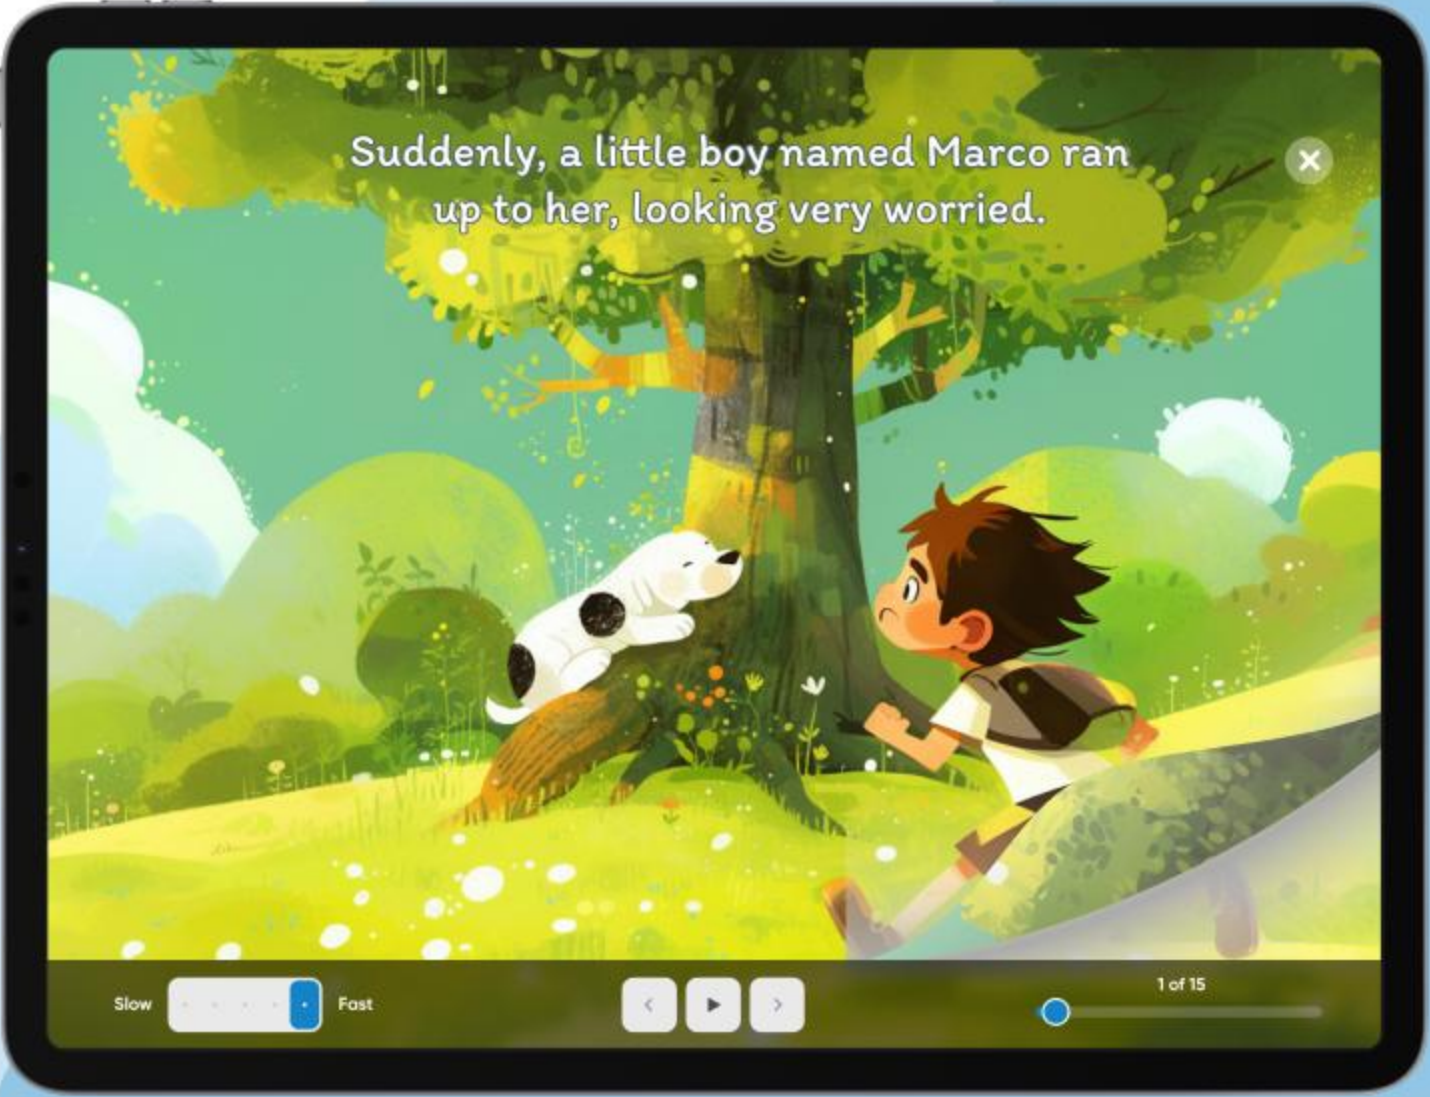 Suddenly, a little boy named Marco ran
up to her, looking very worried.
Slow
Fast
1 of 15